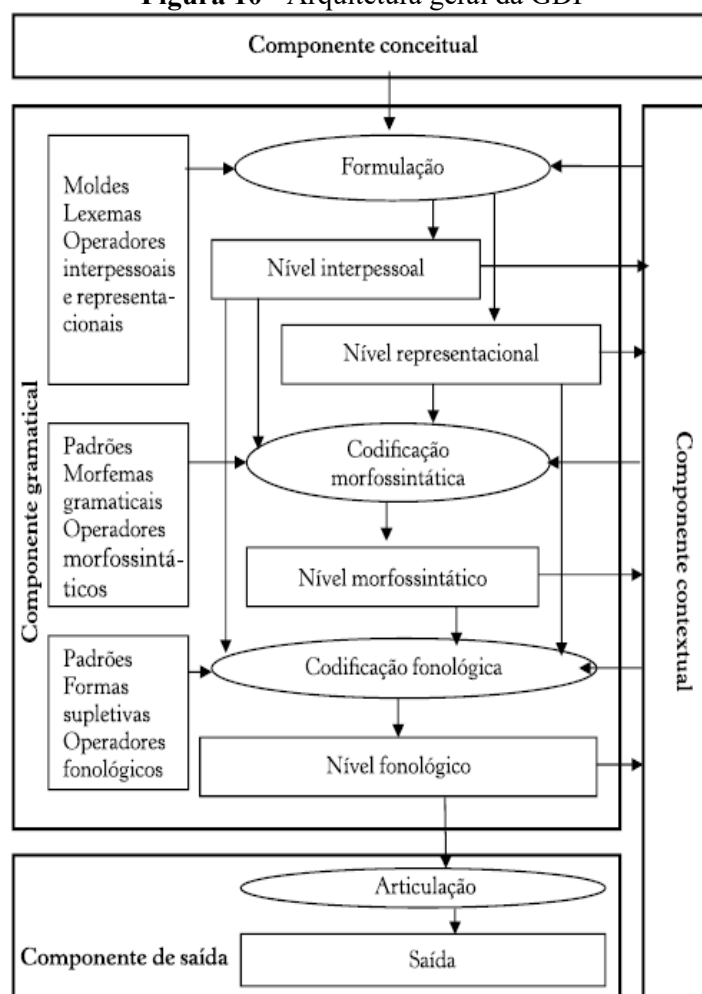 Figura 10 - Arquitetura geral da GDF
Componente conceitual
Formulação
Moldes
Lexemas
Operadores
interpessoais
e representa-
cionais
Nível interpessoal
Nível representacional
Componente gramatical
Padrões
Morfemas
gramaticais
Operadores
morfossintá-
ticos
Codificação
morfossintática
Nível morfossintático
Componente contextual
Padrões
Formas
supletivas
Operadores
fonológicos
Codificação fonológica
Nível fonológico
Articulação
Componente de saída
Saída